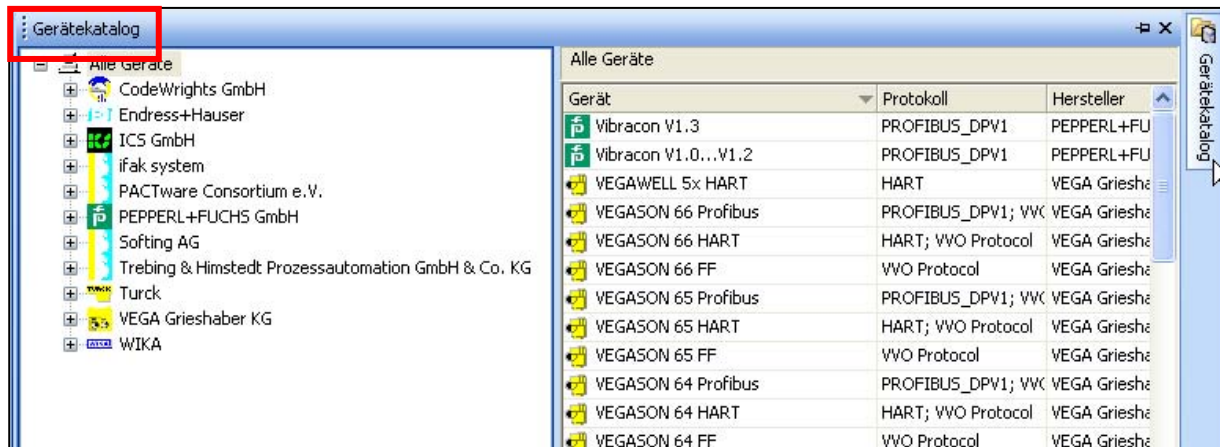 Gerätekatalog
Alle Geräte
CodeWrights GmbH
Endress+Hauser
ICS GmbH
ifak system
PACTware Consortium e.V.
PEPPERL+FUCHS GmbH
Softing AG
Trebing & Himstedt Prozessautomation GmbH & Co. KG
Turck
VEGA Grieshaber KG
WIKA
Alle Geräte
Gerät Protokoll Hersteller
Vibracon V1.3 PROFIBUS_DPV1 PEPPERL+FU
Vibracon V1.0...V1.2 PROFIBUS_DPV1 PEPPERL+FU
VEGAWELL 5x HART HART VEGA Griesha
VEGASON 66 Profibus PROFIBUS_DPV1; VVO VEGA Griesha
VEGASON 66 HART HART; VVO Protocol VEGA Griesha
VEGASON 66 FF VVO Protocol VEGA Griesha
VEGASON 65 Profibus PROFIBUS_DPV1; VVO VEGA Griesha
VEGASON 65 HART HART; VVO Protocol VEGA Griesha
VEGASON 65 FF VVO Protocol VEGA Griesha
VEGASON 64 Profibus PROFIBUS_DPV1; VVO VEGA Griesha
VEGASON 64 HART HART; VVO Protocol VEGA Griesha
VEGASON 64 FF VVO Protocol VEGA Griesha
Gerätekatalog